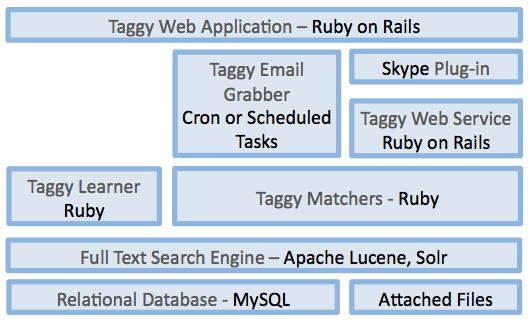 Taggy Web Application – Ruby on Rails
Taggy Email
Grabber
Cron or Scheduled
Tasks
Skype Plug-in
Taggy Web Service
Ruby on Rails
Taggy Learner
Ruby
Taggy Matchers - Ruby
Full Text Search Engine – Apache Lucene, Solr
Relational Database - MySQL
Attached Files